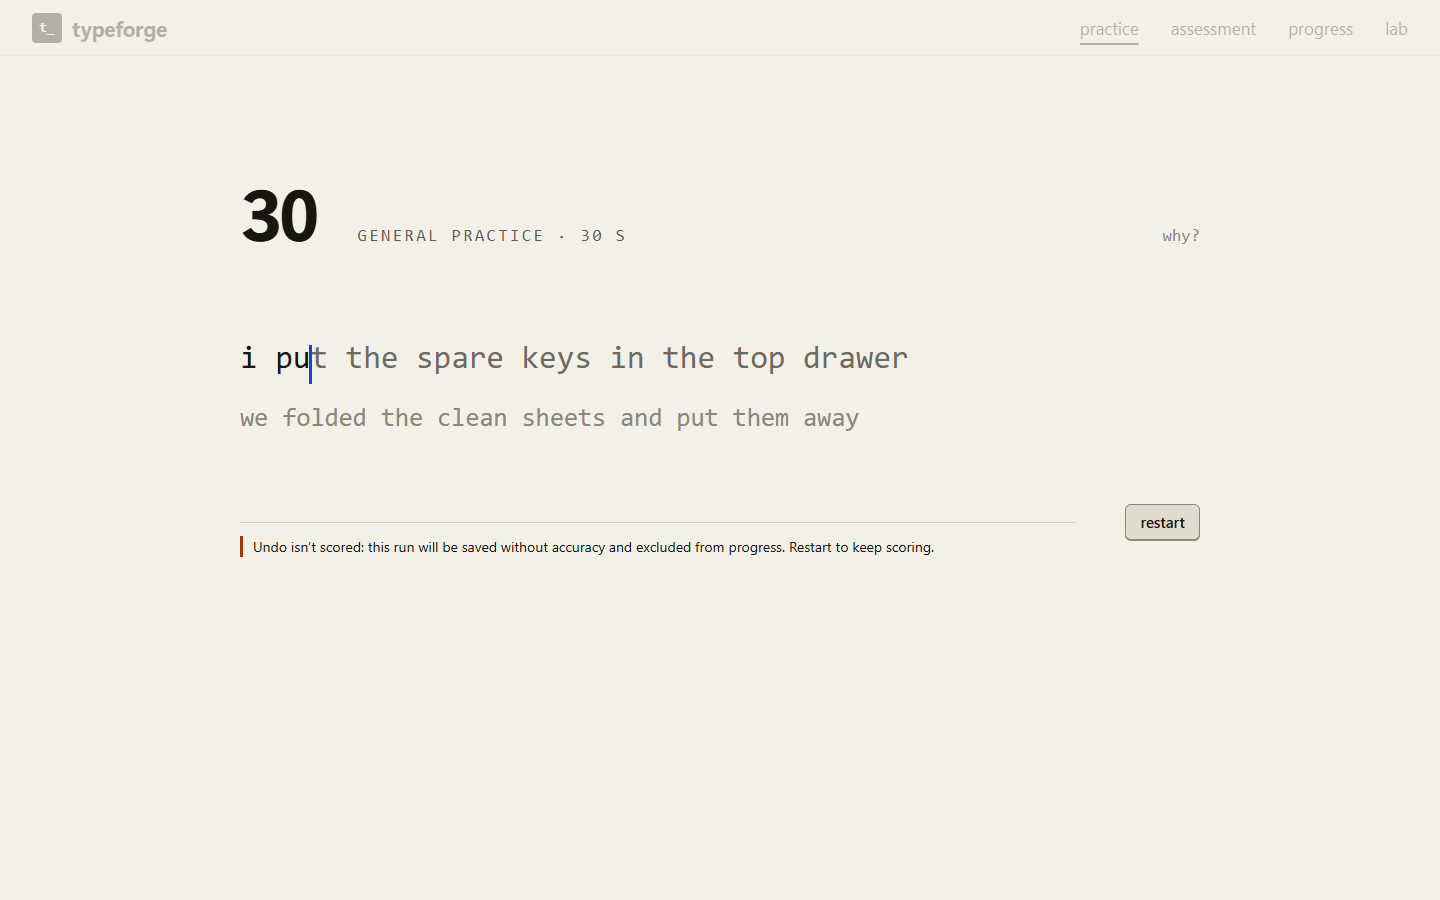 t_ typeforge
practice assessment progress lab
30 GENERAL PRACTICE · 30 S why?
i put the spare keys in the top drawer
we folded the clean sheets and put them away
restart
Undo isn’t scored: this run will be saved without accuracy and excluded from progress. Restart to keep scoring.